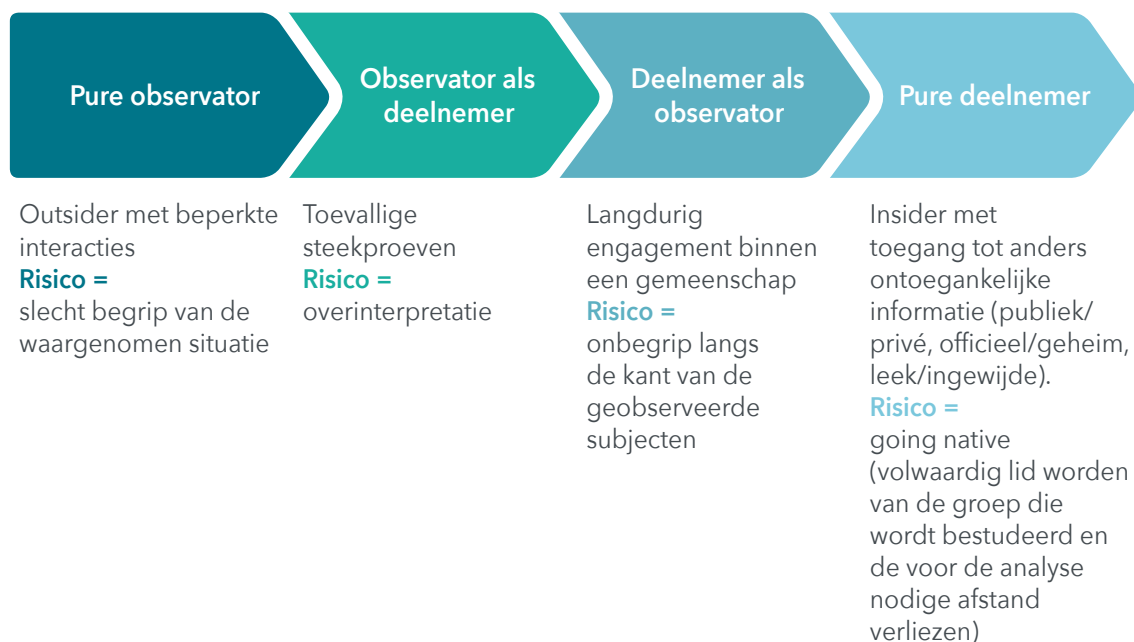 Pure observator
Observator als
deelnemer
Deelnemer als
observator
Pure deelnemer
Outsider met beperkte
interacties
Risico =
slecht begrip van de
waargenomen situatie
Toevallige
steekproeven
Risico =
overinterpretatie
Langdurig
engagement binnen
een gemeenschap
Risico =
onbegrip langs
de kant van de
geobserveerde
subjecten
Insider met
toegang tot anders
ontoegankelijke
informatie (publiek/
privé, officieel/geheim,
leek/ingewijde).
Risico =
going native
(volwaardig lid worden
van de groep die
wordt bestudeerd en
de voor de analyse
nodige afstand
verliezen)